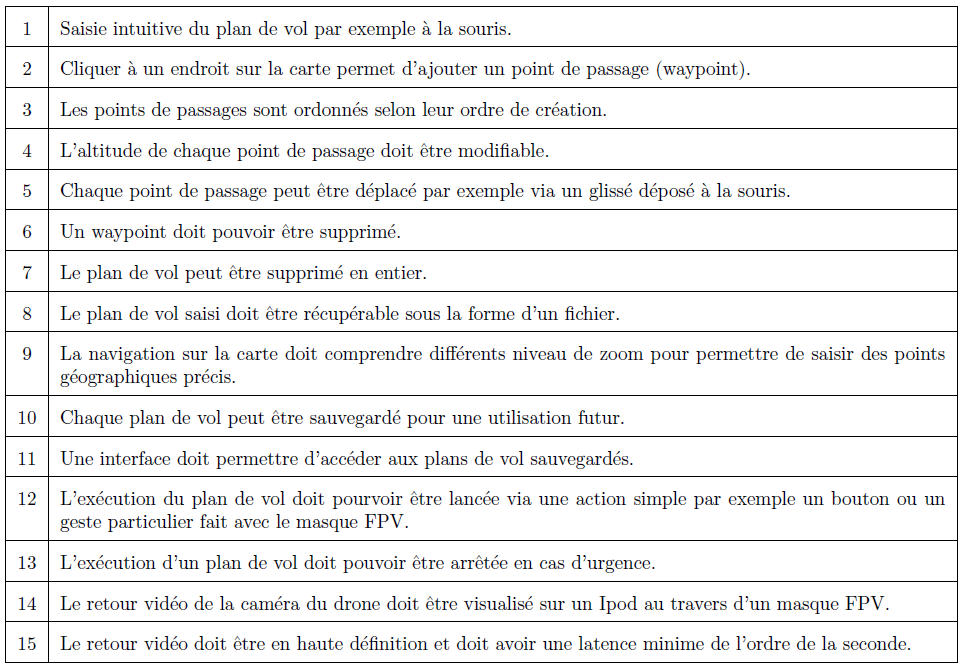 1 Saisie intuitive du plan de vol par exemple à la souris.
2 Cliquer à un endroit sur la carte permet d'ajouter un point de passage (waypoint).
3 Les points de passages sont ordonnés selon leur ordre de création.
4 L'altitude de chaque point de passage doit être modifiable.
5 Chaque point de passage peut être déplacé par exemple via un glissé déposé à la souris.
6 Un waypoint doit pouvoir être supprimé.
7 Le plan de vol peut être supprimé en entier.
8 Le plan de vol saisi doit être récupérable sous la forme d'un fichier.
9 La navigation sur la carte doit comprendre différents niveau de zoom pour permettre de saisir des points
géographiques précis.
10 Chaque plan de vol peut être sauvegardé pour une utilisation futur.
11 Une interface doit permettre d'accéder aux plans de vol sauvegardés.
12 L'exécution du plan de vol doit pourvoir être lancée via une action simple par exemple un bouton ou un
geste particulier fait avec le masque FPV.
13 L'exécution d'un plan de vol doit pouvoir être arrêtée en cas d'urgence.
14 Le retour vidéo de la caméra du drone doit être visualisé sur un Ipod au travers d'un masque FPV.
15 Le retour vidéo doit être en haute définition et doit avoir une latence minime de l'ordre de la seconde.